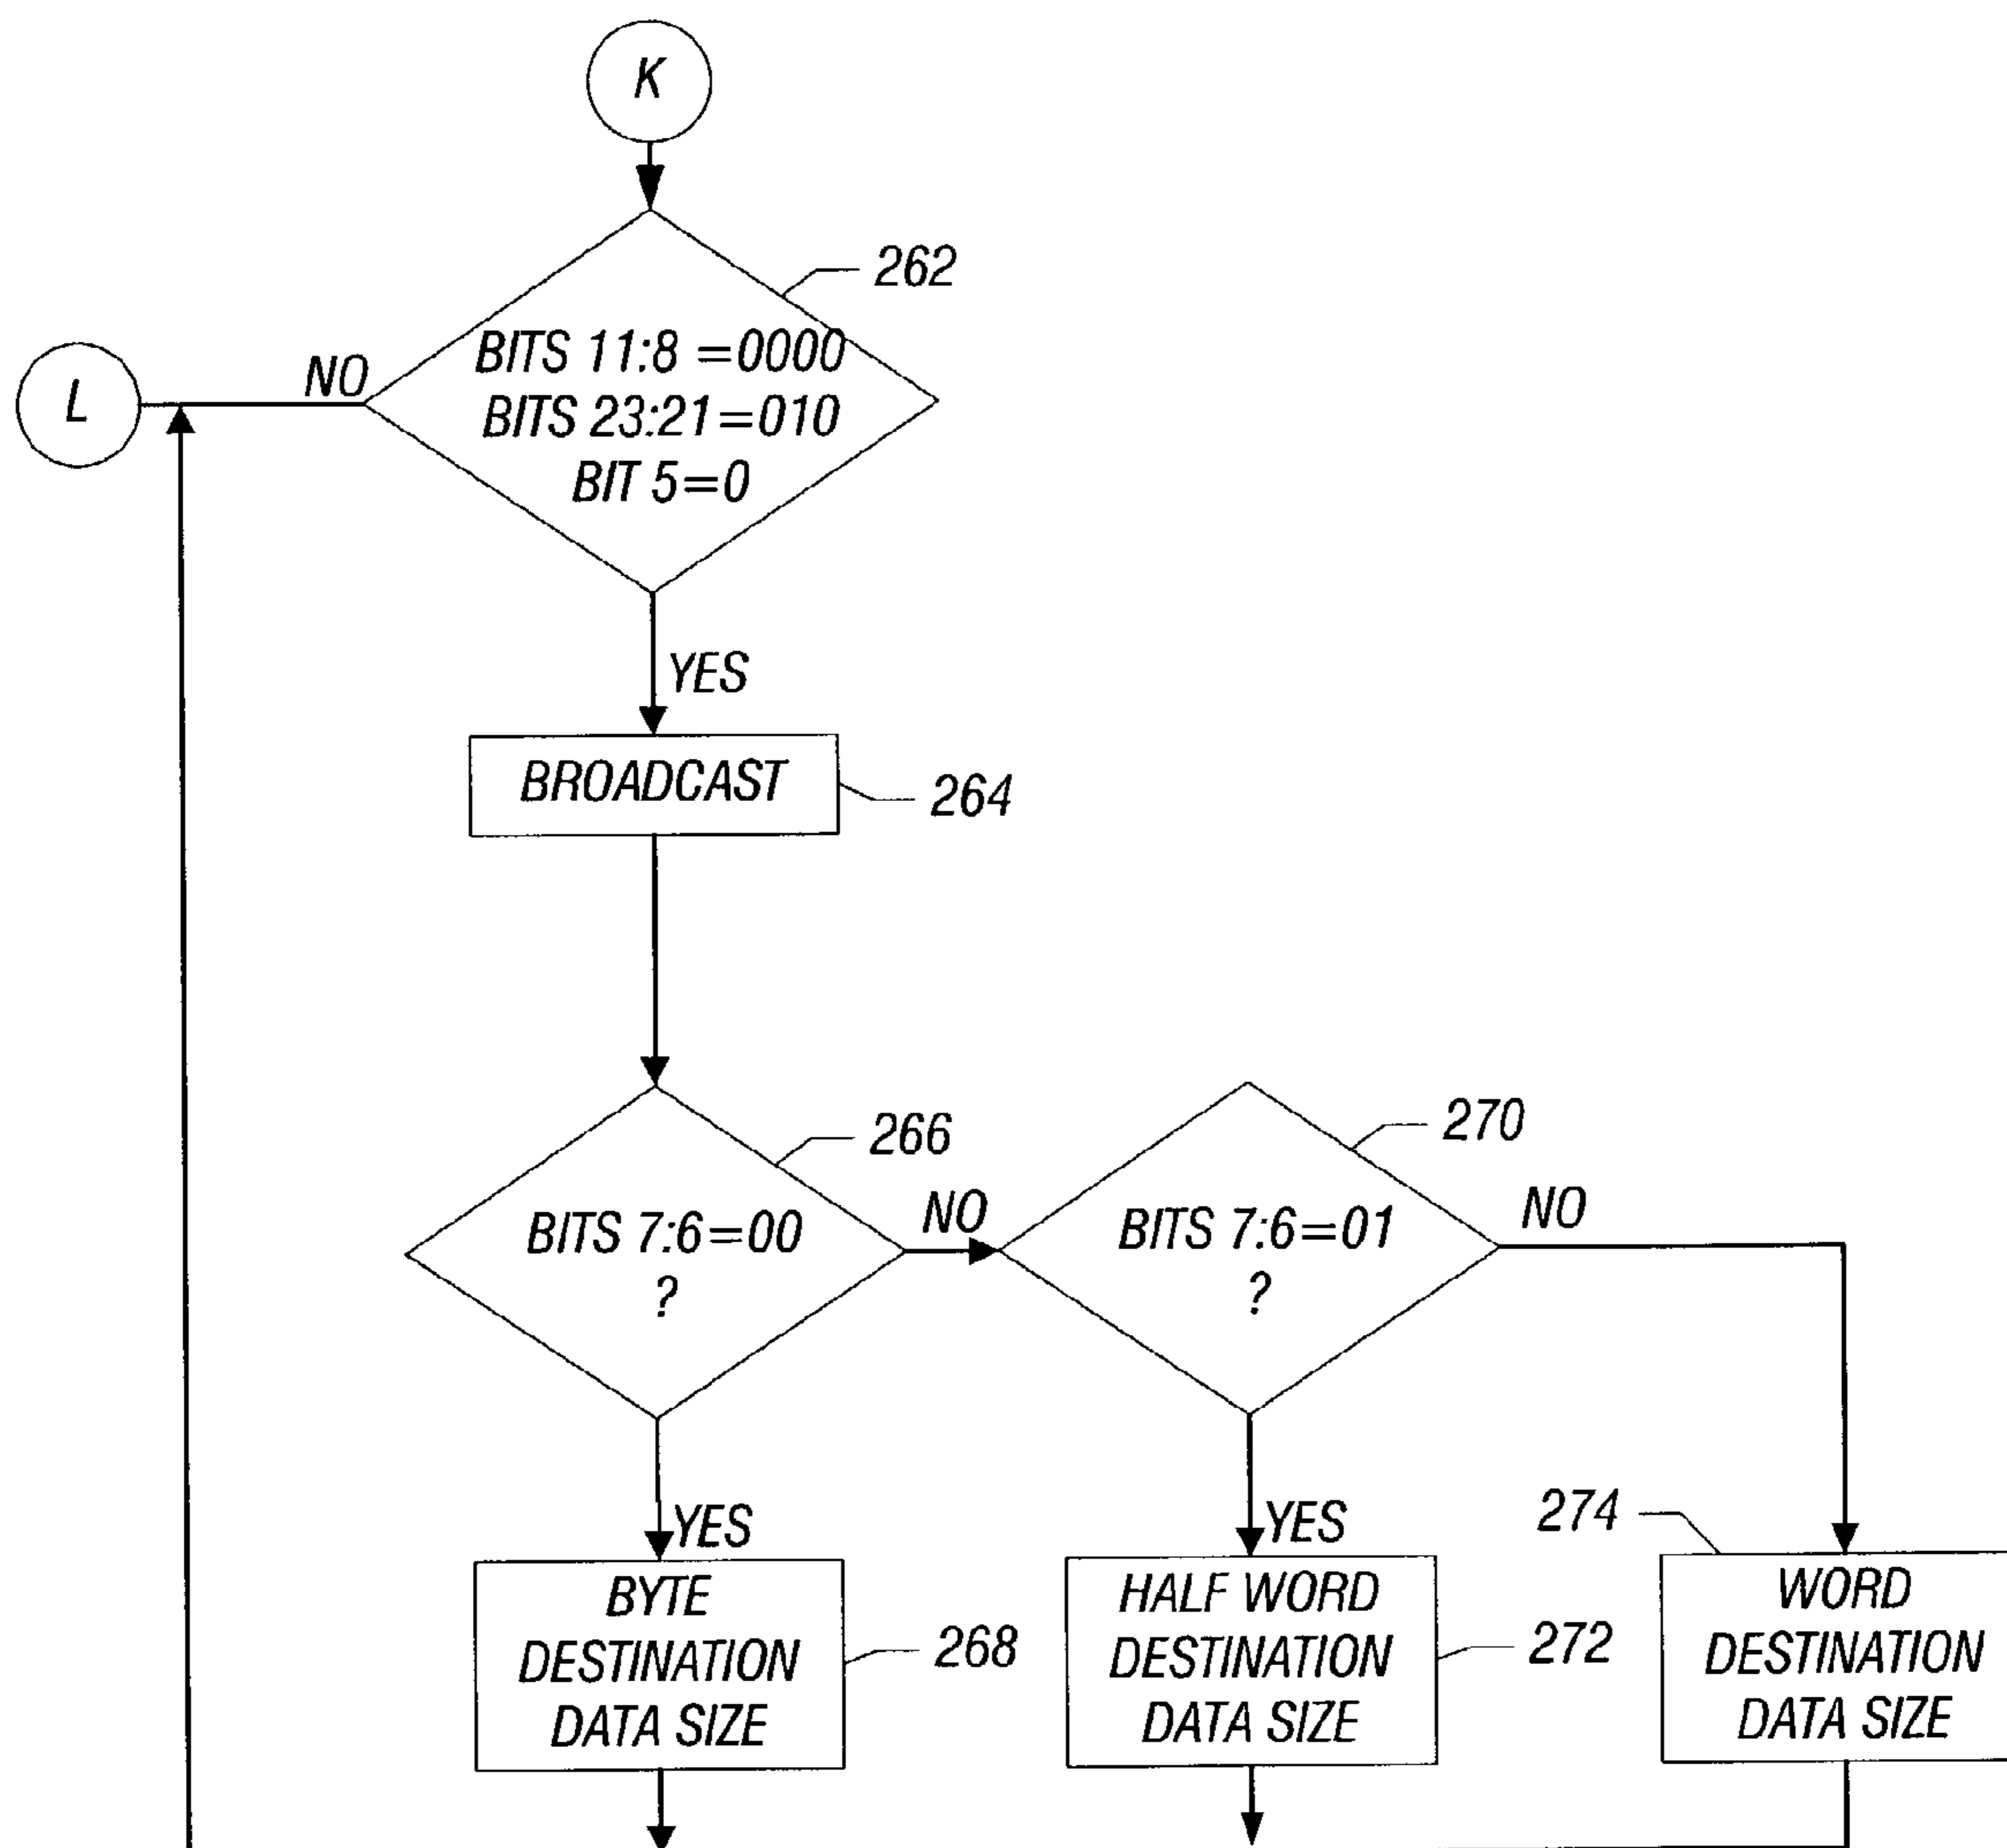 K
262
BITS 11:8 =0000
L
NO
BITS 23:21=010
BIT 5=0
YES
BROADCAST
264
266
270
BITS 7:6=00
?
NO
BITS 7:6=01
?
NO
YES
YES
274
BYTE
DESTINATION
DATA SIZE
268
HALF WORD
DESTINATION
DATA SIZE
272
WORD
DESTINATION
DATA SIZE